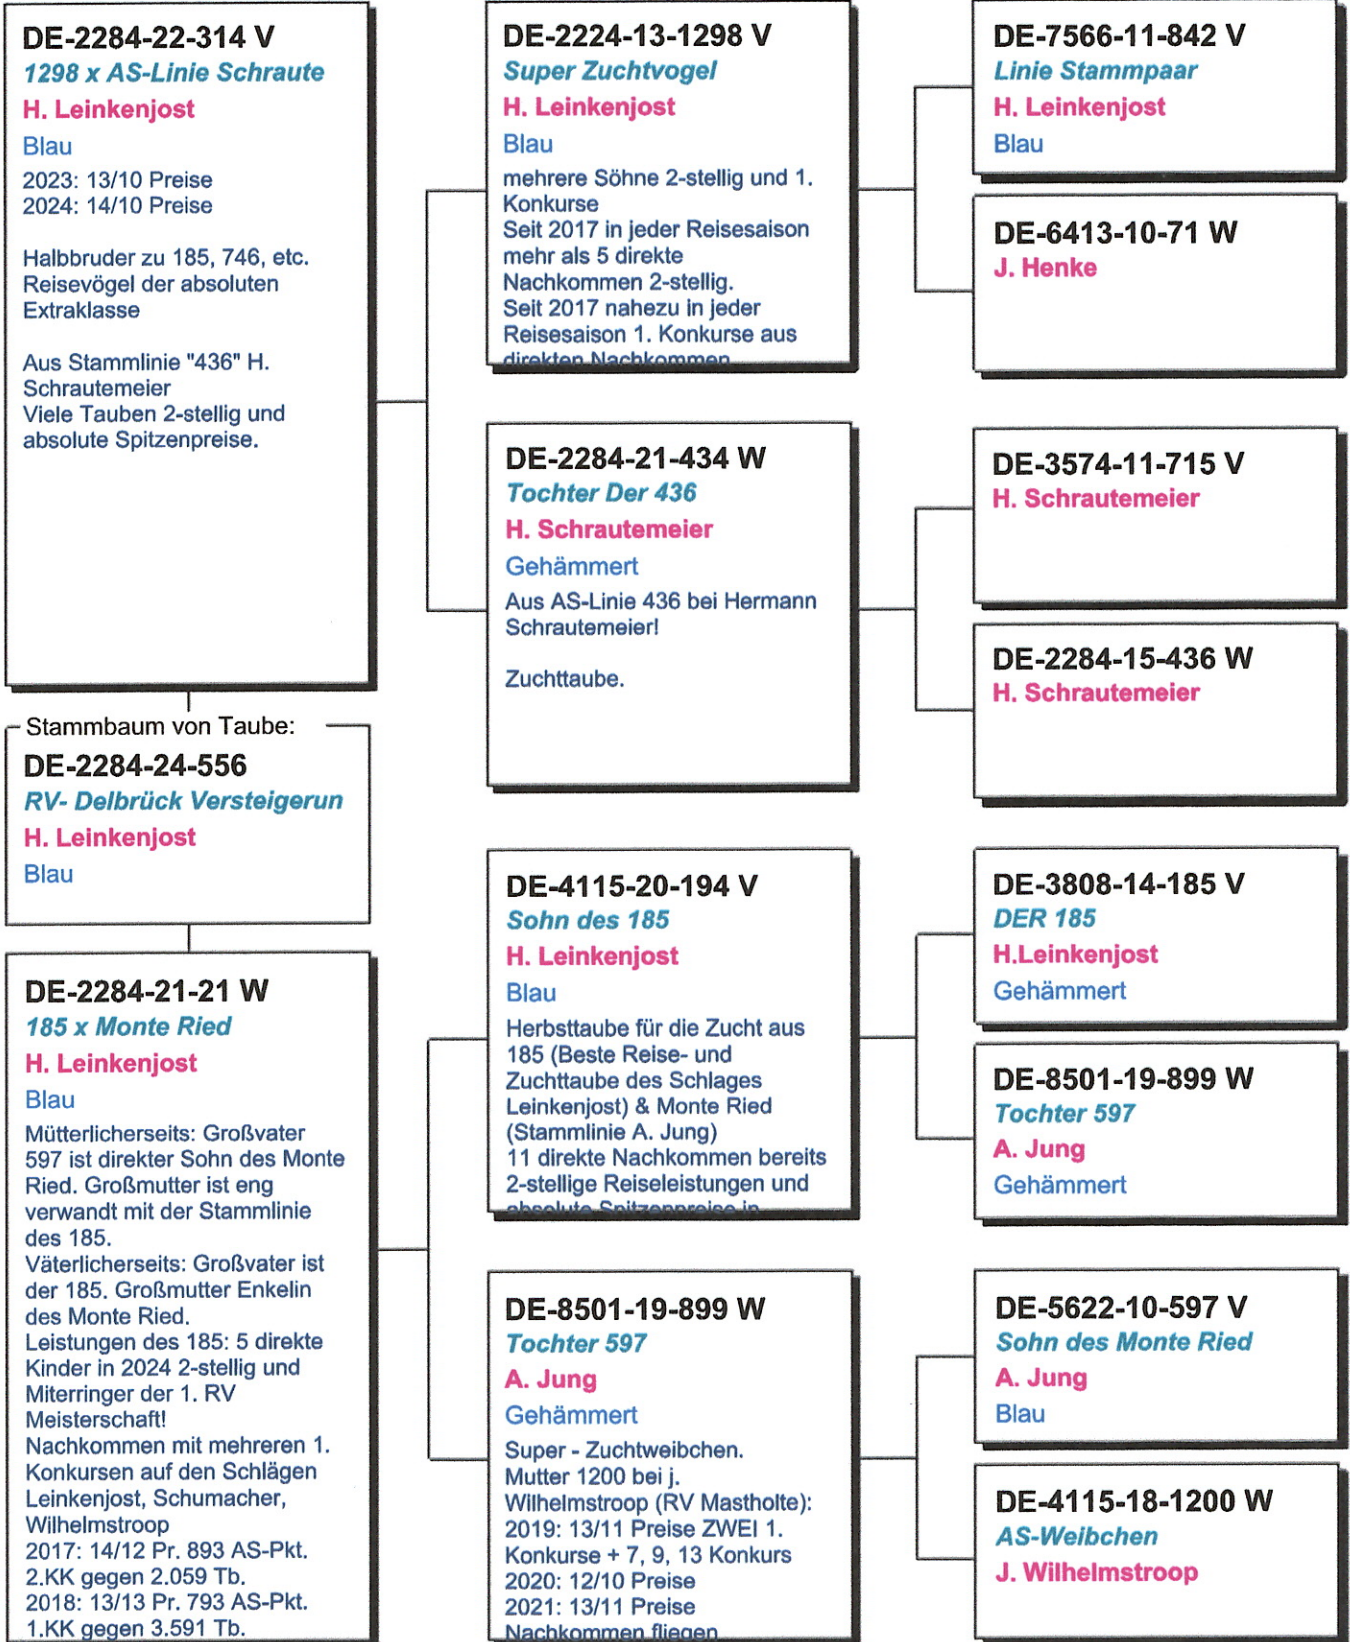 DE-2284-22-314 V
1298 x AS-Linie Schraute
H. Leinkenjost
Blau
2023: 13/10 Preise
2024: 14/10 Preise
Halbbruder zu 185, 746, etc.
Reisevögel der absoluten
Extraklasse
Aus Stammlinie "436" H.
Schrautemeier
Viele Tauben 2-stellig und
absolute Spitzenpreise.
Stammbaum von Taube:
DE-2284-24-556
RV- Delbrück Versteigerun
H. Leinkenjost
Blau
DE-2284-21-21 W
185 x Monte Ried
H. Leinkenjost
Blau
Mütterlicherseits: Großvater
597 ist direkter Sohn des Monte
Ried. Großmutter ist eng
verwandt mit der Stammlinie
des 185.
Väterlicherseits: Großvater ist
der 185. Großmutter Enkelin
des Monte Ried.
Leistungen des 185: 5 direkte
Kinder in 2024 2-stellig und
Miterringer der 1. RV
Meisterschaft!
Nachkommen mit mehreren 1.
Konkursen auf den Schlägen
Leinkenjost, Schumacher,
Wilhelmstroop
2017: 14/12 Pr. 893 AS-Pkt.
2.KK gegen 2.059 Tb.
2018: 13/13 Pr. 793 AS-Pkt.
1.KK gegen 3.591 Tb.
DE-2224-13-1298 V
Super Zuchtvogel
H. Leinkenjost
Blau
mehrere Söhne 2-stellig und 1.
Konkurse
Seit 2017 in jeder Reisesaison
mehr als 5 direkte
Nachkommen 2-stellig.
Seit 2017 nahezu in jeder
Reisesaison 1. Konkurse aus
direkten Nachkommen
DE-2284-21-434 W
Tochter Der 436
H. Schrautemeier
Gehämmert
Aus AS-Linie 436 bei Hermann
Schrautemeier!
Zuchttaube.
DE-4115-20-194 V
Sohn des 185
H. Leinkenjost
Blau
Herbsttaube für die Zucht aus
185 (Beste Reise- und
Zuchttaube des Schlages
Leinkenjost) & Monte Ried
(Stammlinie A. Jung)
11 direkte Nachkommen bereits
2-stellige Reiseleistungen und
absolute Spitzenpreise in
DE-8501-19-899 W
Tochter 597
A. Jung
Gehämmert
Super - Zuchtweibchen.
Mutter 1200 bei j.
Wilhelmstroop (RV Mastholte):
2019: 13/11 Preise ZWEI 1.
Konkurse + 7, 9, 13 Konkurs
2020: 12/10 Preise
2021: 13/11 Preise
Nachkommen fliegen
DE-7566-11-842 V
Linie Stammpaar
H. Leinkenjost
Blau
DE-6413-10-71 W
J. Henke
DE-3574-11-715 V
H. Schrautemeier
DE-2284-15-436 W
H. Schrautemeier
DE-3808-14-185 V
DER 185
H.Leinkenjost
Gehämmert
DE-8501-19-899 W
Tochter 597
A. Jung
Gehämmert
DE-5622-10-597 V
Sohn des Monte Ried
A. Jung
Blau
DE-4115-18-1200 W
AS-Weibchen
J. Wilhelmstroop